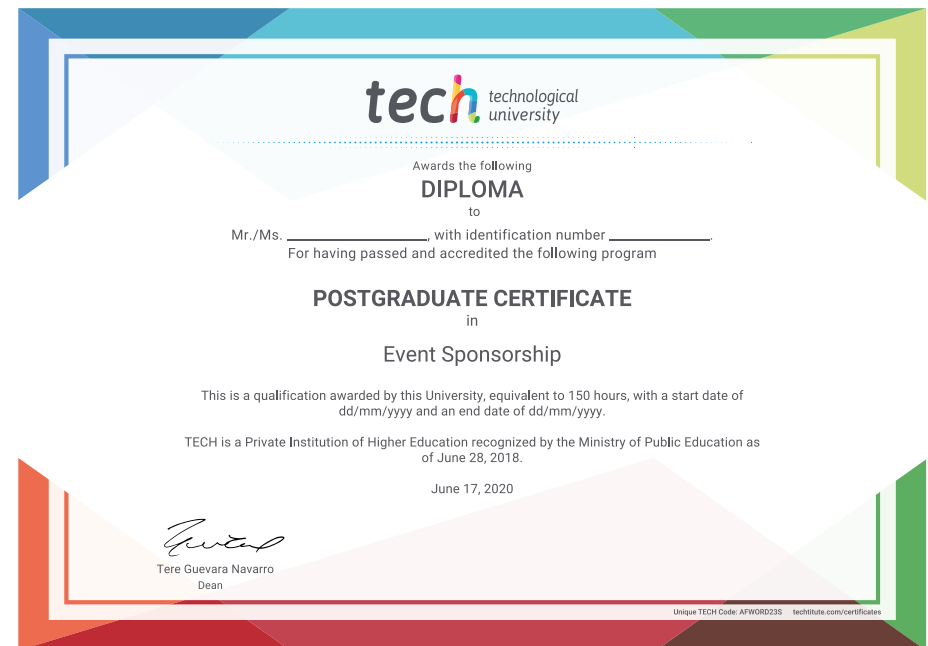 tech technological
university
Awards the following
DIPLOMA
to
Mr./Ms. ____________________, with identification number ______________.
For having passed and accredited the following program
POSTGRADUATE CERTIFICATE
in
Event Sponsorship
This is a qualification awarded by this University, equivalent to 150 hours, with a start date of
dd/mm/yyyy and an end date of dd/mm/yyyy.
TECH is a Private Institution of Higher Education recognized by the Ministry of Public Education as
of June 28, 2018.
June 17, 2020
Tere Guevara Navarro
Dean
Unique TECH Code: AFWORD23S techtitute.com/certificates